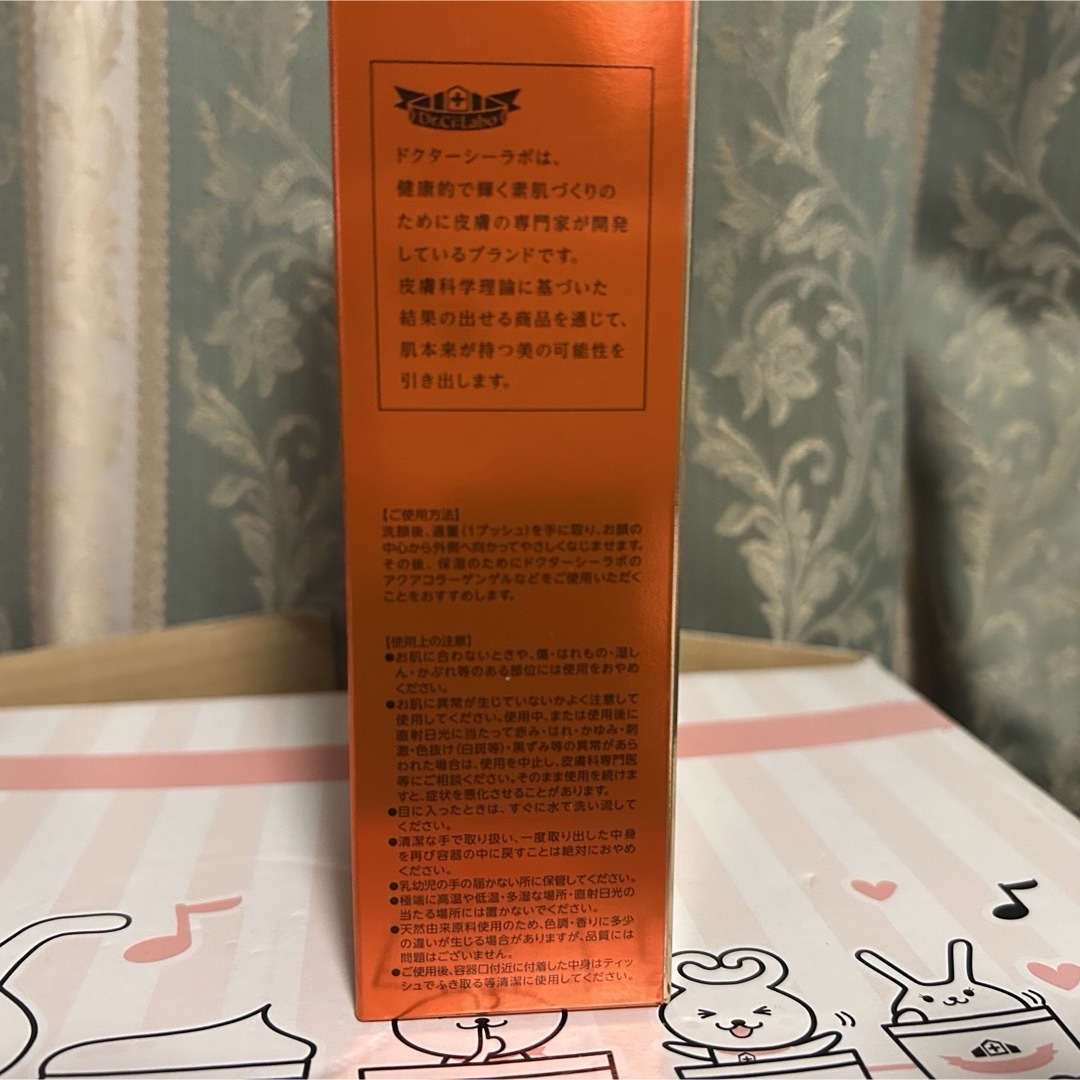 Dr.Ci:Labo
ドクターシーラボは、
健康的で輝く素肌づくりの
ために皮膚の専門家が開発
しているブランドです。
皮膚科学理論に基づいた
結果の出せる商品を通じて、
肌本来が持つ美の可能性を
引き出します。
【ご使用方法】
洗顔後、適量(1プッシュ)を手に取り、お顔の
中心から外側へ向かってやさしくなじませます。
その後、保湿のためにドクターシーラボの
アクアコラーゲンゲルなどをご使用いただく
ことをおすすめします。
【使用上の注意】
●お肌に合わないときや、傷・はれもの・湿し
ん・かぶれ等のある部位には使用をおやめ
ください。
●お肌に異常が生じていないかよく注意して
使用してください。使用中、または使用後に
直射日光に当たって赤み・はれ・かゆみ・刺
激・色抜け(白斑等)・黒ずみ等の異常があら
われた場合は、使用を中止し、皮膚科専門医
等にご相談ください。そのまま使用を続けま
すと、症状を悪化させることがあります。
●目に入ったときは、すぐに水で洗い流して
ください。
●清潔な手で取り扱い、一度取り出した中身
を再び容器の中に戻すことは絶対におやめ
ください。
●乳幼児の手の届かない所に保管してください。
●極端に高温や低温・多湿な場所・直射日光の
当たる場所には置かないでください。
●天然由来原料使用のため、色調・香りに多少
の違いが生じる場合がありますが、品質には
問題はございません。
●ご使用後、容器口付近に付着した中身はティッ
シュでふき取る等清潔に使用してください。